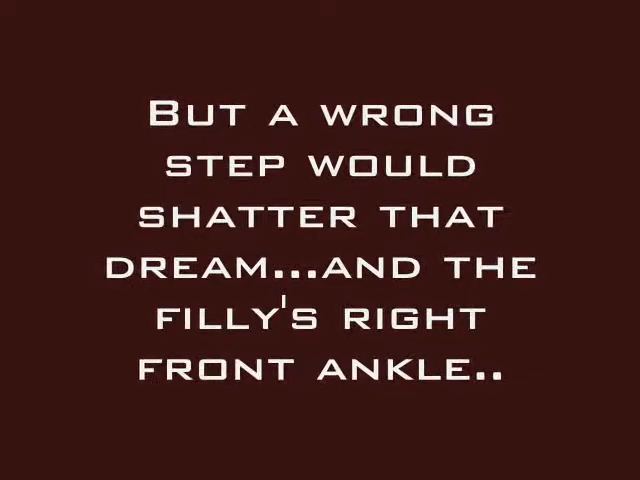 But a wrong
step would
shatter that
dream...and the
filly's right
front ankle..